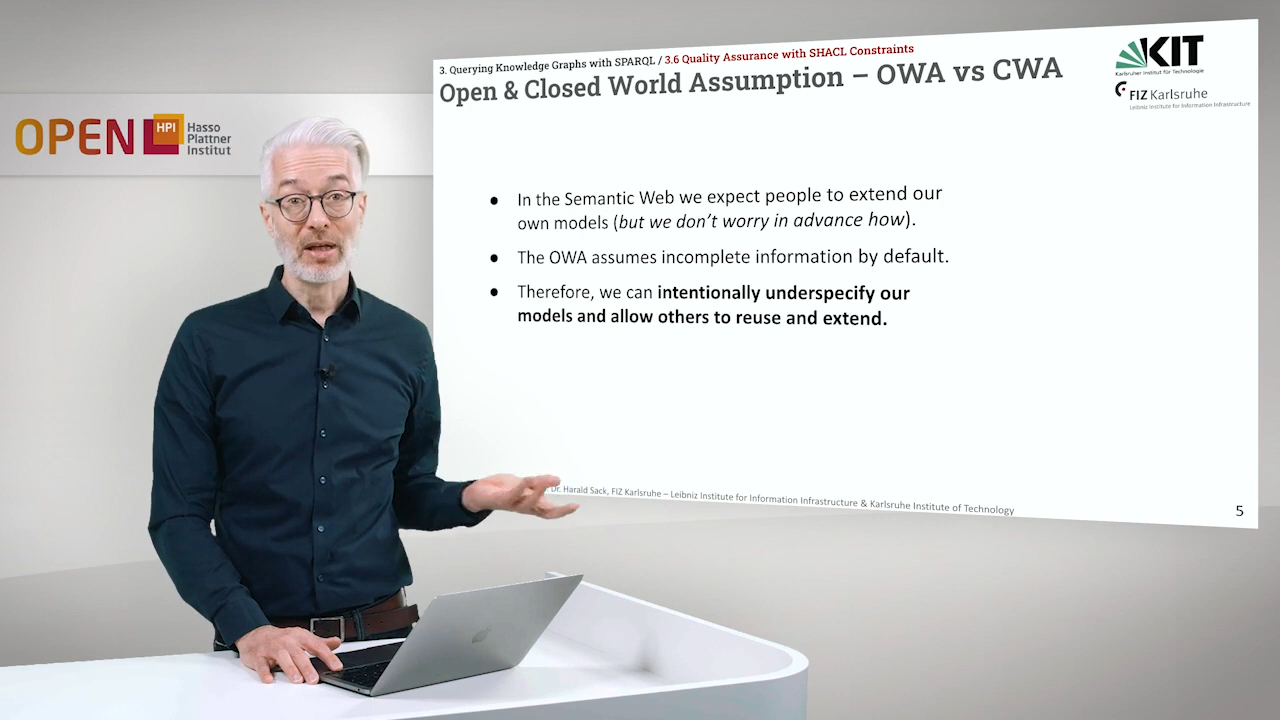 OPEN HPI Hasso
Plattner
Institut
3. Querying Knowledge Graphs with SPARQL / 3.6 Quality Assurance with SHACL Constraints
Open & Closed World Assumption – OWA vs CWA
KIT
Karlsruher Institut für Technologie
FIZ Karlsruhe
Leibniz Institute for Information Infrastructure
● In the Semantic Web we expect people to extend our
own models (but we don’t worry in advance how).
● The OWA assumes incomplete information by default.
● Therefore, we can intentionally underspecify our
models and allow others to reuse and extend.
Dr. Harald Sack, FIZ Karlsruhe – Leibniz Institute for Information Infrastructure & Karlsruhe Institute of Technology
5